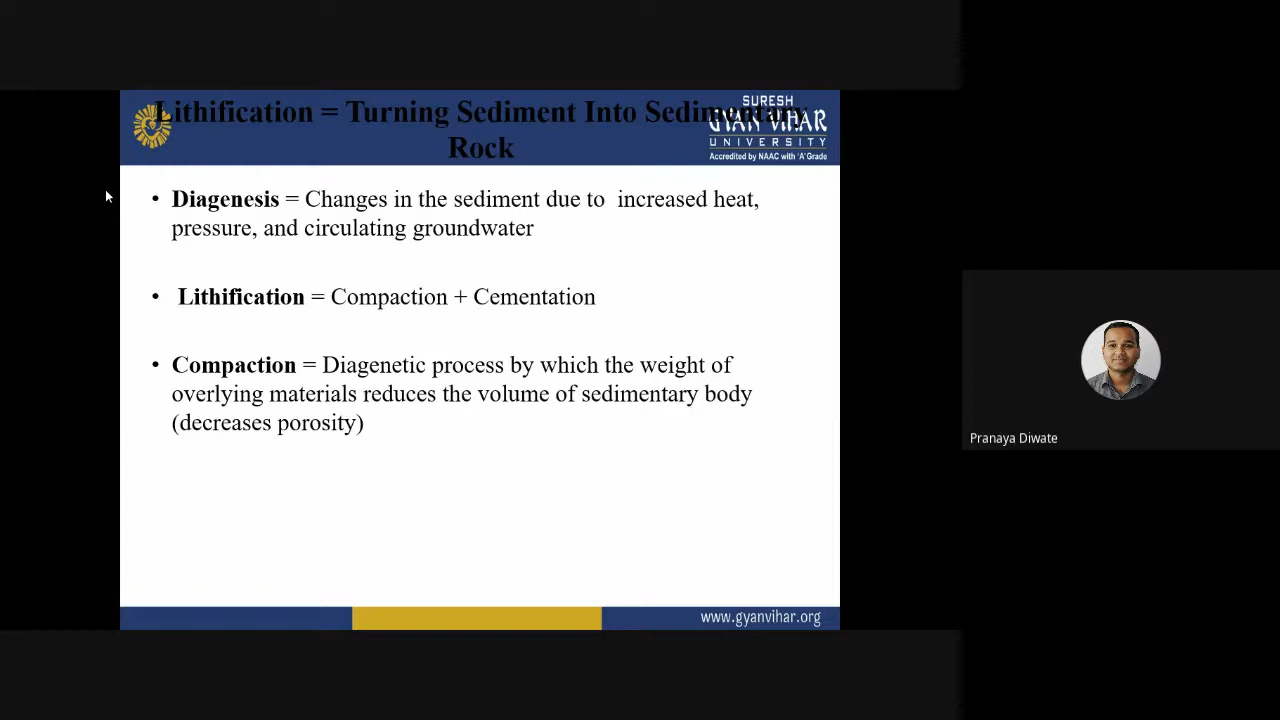 Lithification = Turning Sediment Into Sedimentary
Rock
SURESH
GYAN VIHAR
UNIVERSITY
Accredited by NAAC with 'A' Grade
• Diagenesis = Changes in the sediment due to increased heat,
pressure, and circulating groundwater
• Lithification = Compaction + Cementation
• Compaction = Diagenetic process by which the weight of
overlying materials reduces the volume of sedimentary body
(decreases porosity)
Pranaya Diwate
www.gyanvihar.org